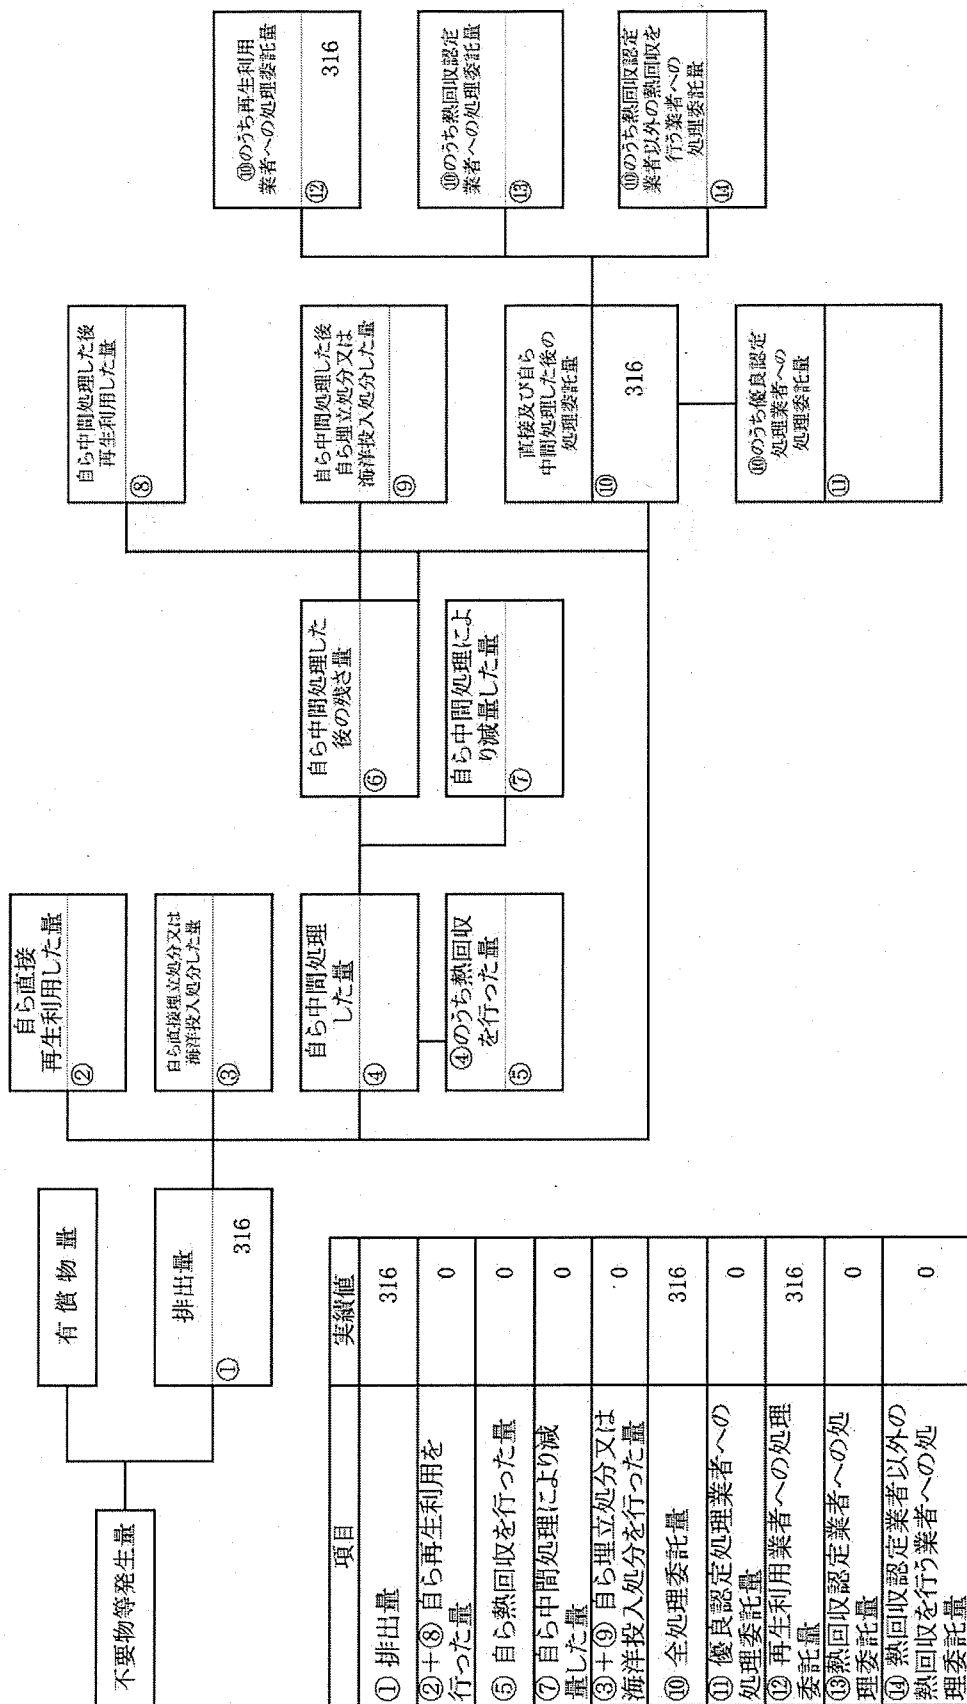 不要物等発生量
有 償 物 量
排出量
①
316
自ら直接
再生利用した量
②
自ら直接埋立処分又は
海洋投入処分した量
③
自ら中間処理
した量
④
④のうち熱回収
を行った量
⑤
自ら中間処理した
後の残さ量
⑥
自ら中間処理によ
り減量した量
⑦
自ら中間処理した後
再生利用した量
⑧
自ら中間処理した後
自ら埋立処分又は
海洋投入処分した量
⑨
直接及び自ら
中間処理した後の
処理委託量
⑩
316
⑩のうち優良認定
処理業者への
処理委託量
⑪
⑩のうち再生利用
業者への処理委託量
⑫
316
⑩のうち熱回収認定
業者への処理委託量
⑬
⑩のうち熱回収認定
業者以外の熱回収を
行う業者への
処理委託量
⑭
項目
実績値
① 排出量
316
②+⑧ 自ら再生利用を
行った量
0
⑤ 自ら熱回収を行った量
0
⑦ 自ら中間処理により減
量した量
0
③+⑨ 自ら埋立処分又は
海洋投入処分を行った量
0
⑩ 全処理委託量
316
⑪ 優良認定処理業者への
処理委託量
0
⑫ 再生利用業者への処理
委託量
316
⑬熱回収認定業者への処
理委託量
0
⑭ 熱回収認定業者以外の
熱回収を行う業者への処
理委託量
0